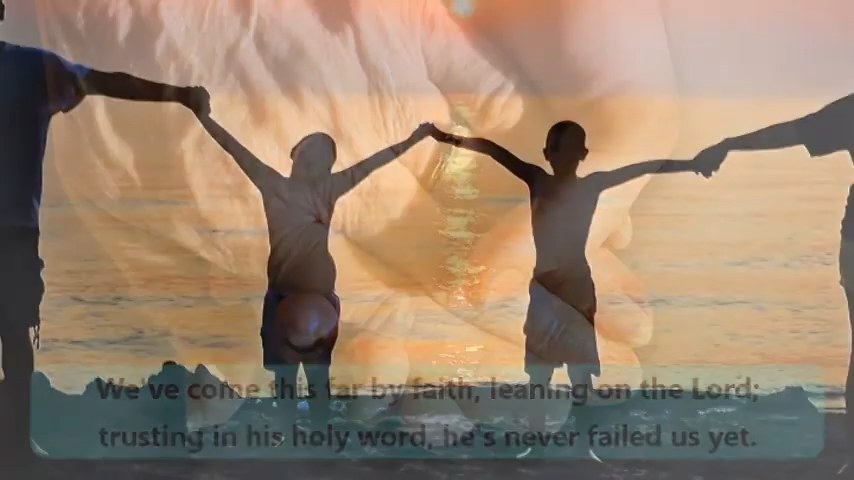 We've come this far by faith, leaning on the Lord;
trusting in his holy word, he's never failed us yet.